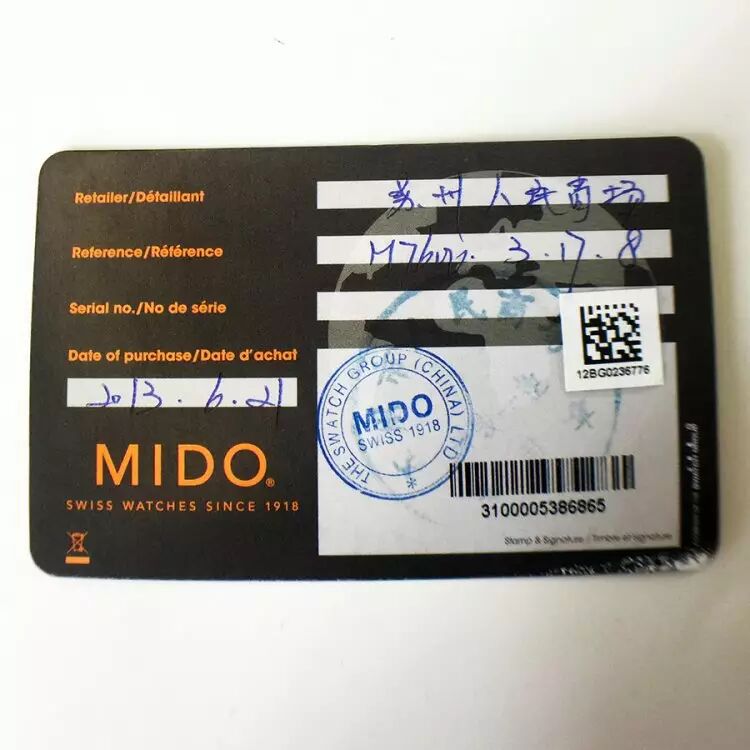 Retailer/Détaillant
苏州人民商场
Reference/Référence
3.17.8
Serial no./No de série
12BG0236776
Date of purchase/Date d'achat
2013.6.21
THE SWATCH GROUP (CHINA) LTD
MIDO
SWISS 1918
*
MIDO®
SWISS WATCHES SINCE 1918
3100005386865
Stamp & Signature / Timbre et signature